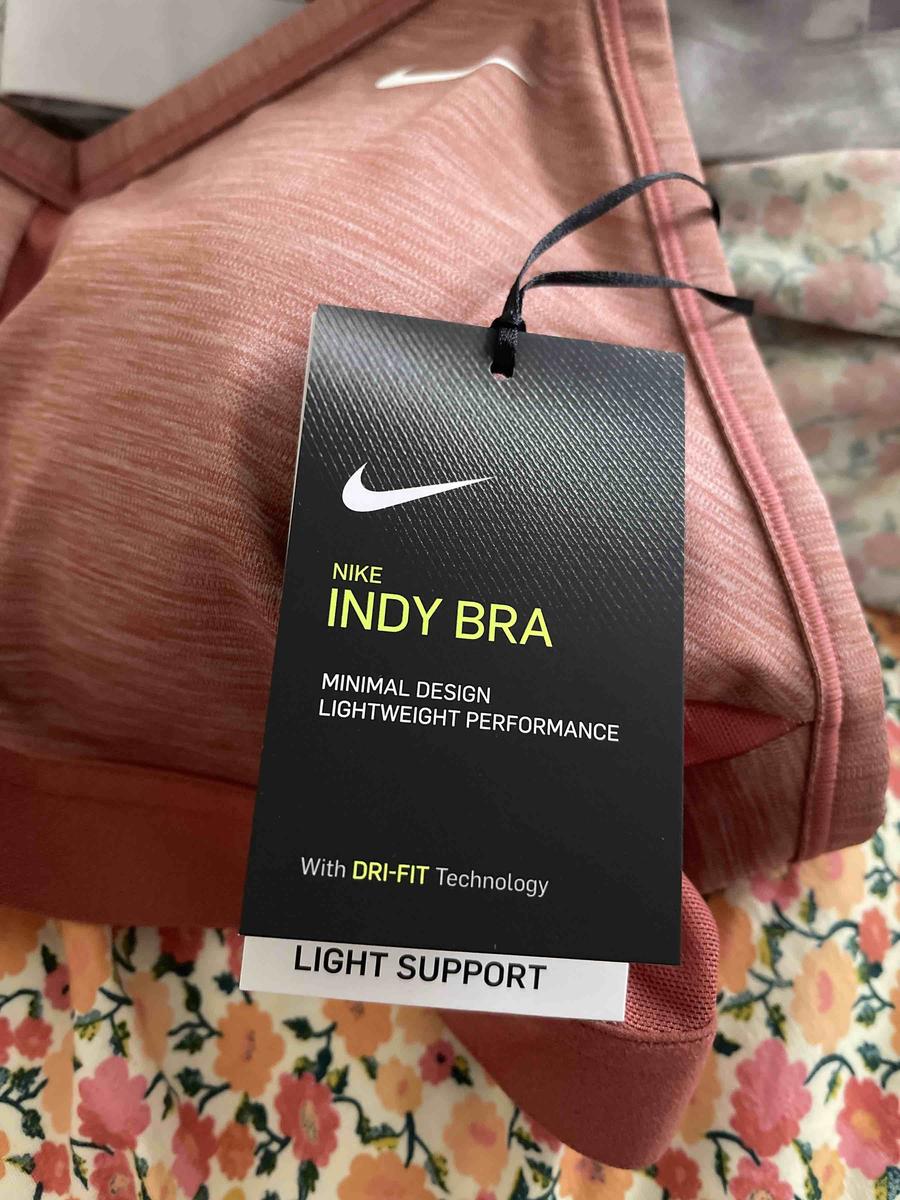 NIKE
INDY BRA
MINIMAL DESIGN
LIGHTWEIGHT PERFORMANCE
With DRI-FIT Technology
LIGHT SUPPORT